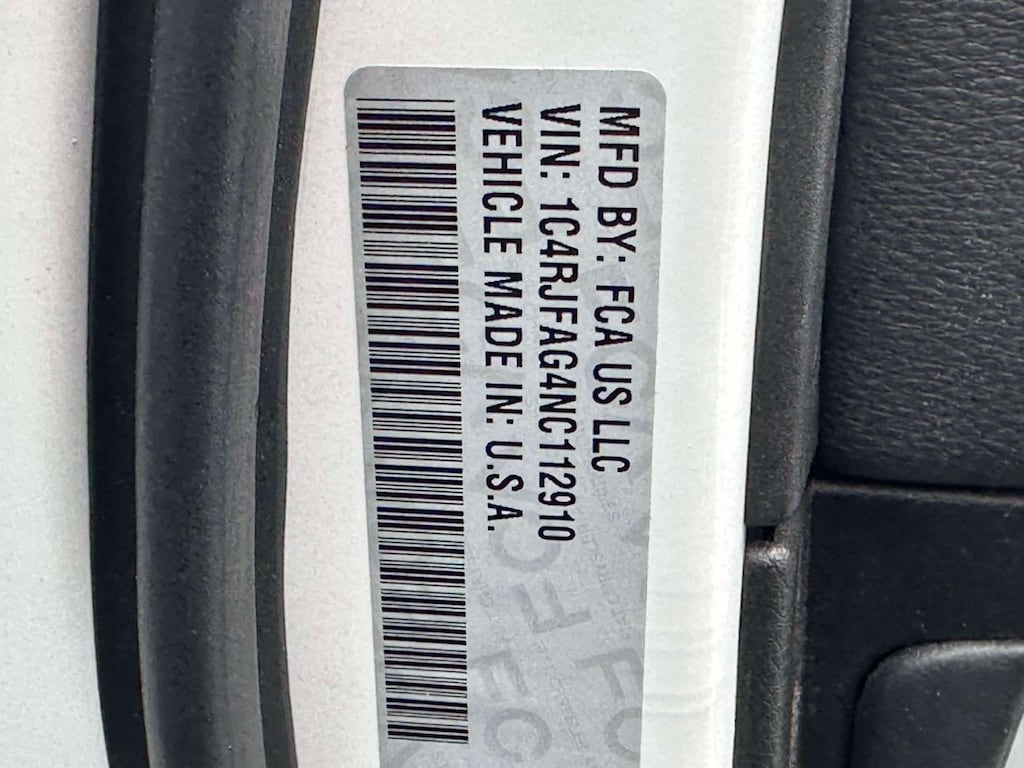 MFD BY: FCA US LLC
VIN: 1C4RJFAG4NC112910
VEHICLE MADE IN: U.S.A.